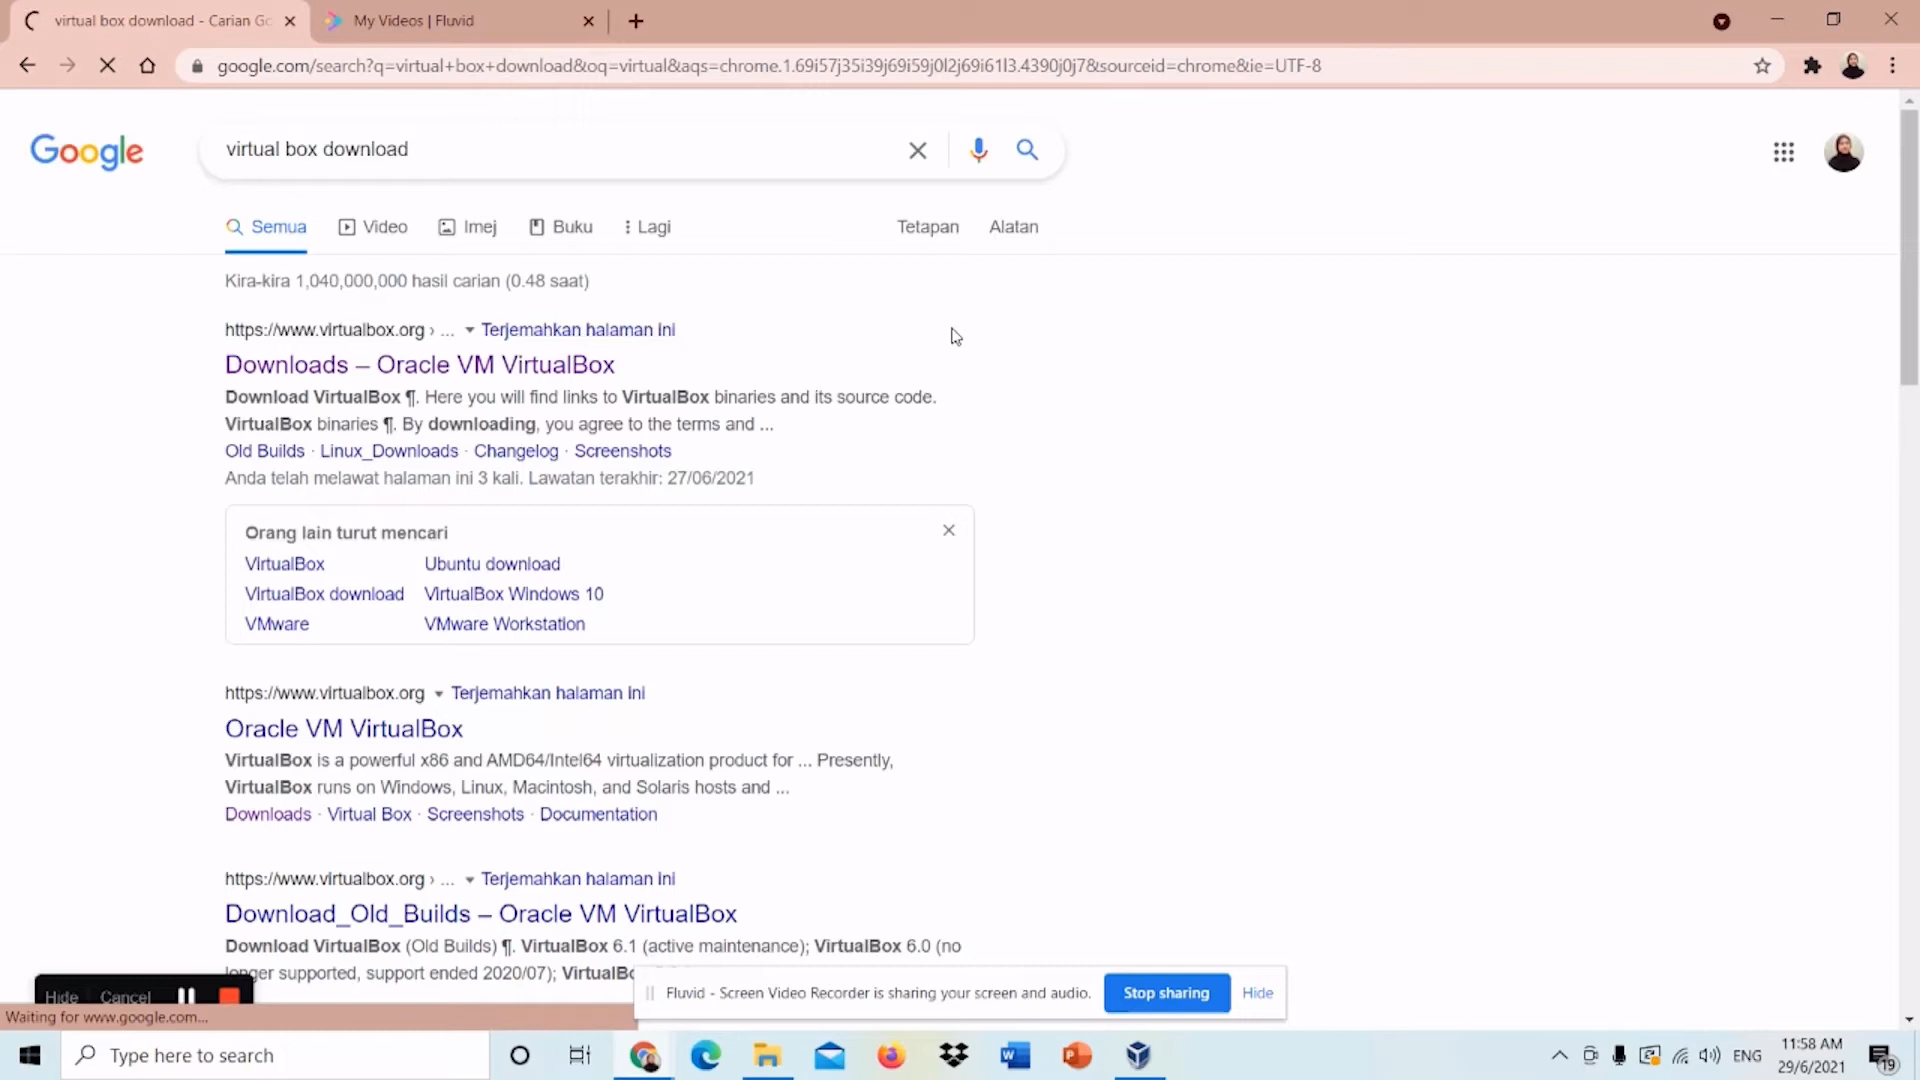 virtual box download - Carian Go
My Videos | Fluvid
google.com/search?q=virtual+box+download&oq=virtual&aqs=chrome.1.69i57j35i39j69i59j0l2j69i61l3.4390j0j7&sourceid=chrome&ie=UTF-8
Google
virtual box download
Semua
Video
Imej
Buku
Lagi
Tetapan
Alatan
Kira-kira 1,040,000,000 hasil carian (0.48 saat)
https://www.virtualbox.org › ... Terjemahkan halaman ini
Downloads – Oracle VM VirtualBox
Download VirtualBox ¶. Here you will find links to VirtualBox binaries and its source code.
VirtualBox binaries ¶. By downloading, you agree to the terms and ...
Old Builds · Linux_Downloads · Changelog · Screenshots
Anda telah melawat halaman ini 3 kali. Lawatan terakhir: 27/06/2021
Orang lain turut mencari
VirtualBox
Ubuntu download
VirtualBox download
VirtualBox Windows 10
VMware
VMware Workstation
https://www.virtualbox.org Terjemahkan halaman ini
Oracle VM VirtualBox
VirtualBox is a powerful x86 and AMD64/Intel64 virtualization product for ... Presently,
VirtualBox runs on Windows, Linux, Macintosh, and Solaris hosts and ...
Downloads · Virtual Box · Screenshots · Documentation
https://www.virtualbox.org › ... Terjemahkan halaman ini
Download_Old_Builds – Oracle VM VirtualBox
Download VirtualBox (Old Builds) ¶. VirtualBox 6.1 (active maintenance); VirtualBox 6.0 (no
longer supported, support ended 2020/07); VirtualBo
Hide Cancel
Fluvid - Screen Video Recorder is sharing your screen and audio.
Stop sharing
Hide
Waiting for www.google.com...
Type here to search
ENG
11:58 AM
29/6/2021
19